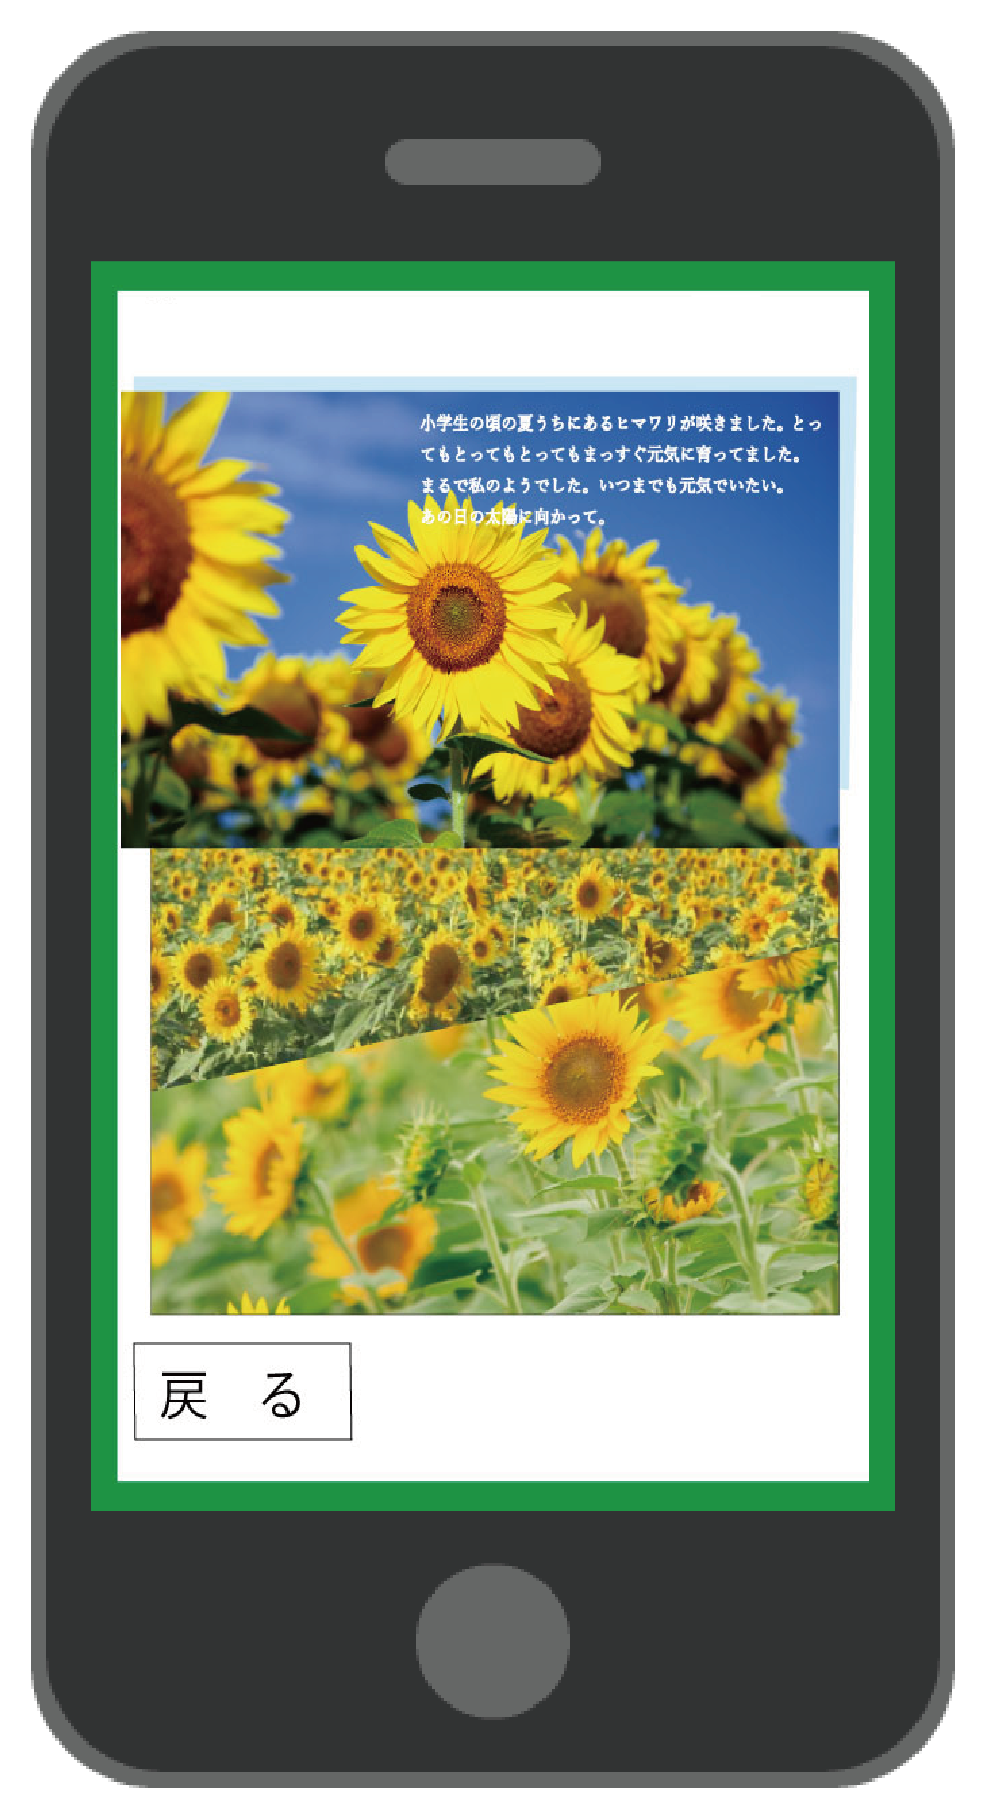 小学生の頃の夏うちにあるヒマワリが咲きました。とっ
てもとってもとってもまっすぐ元気に育ってました。
まるで私のようでした。いつまでも元気でいたい。
あの日の太陽に向かって。
戻　る